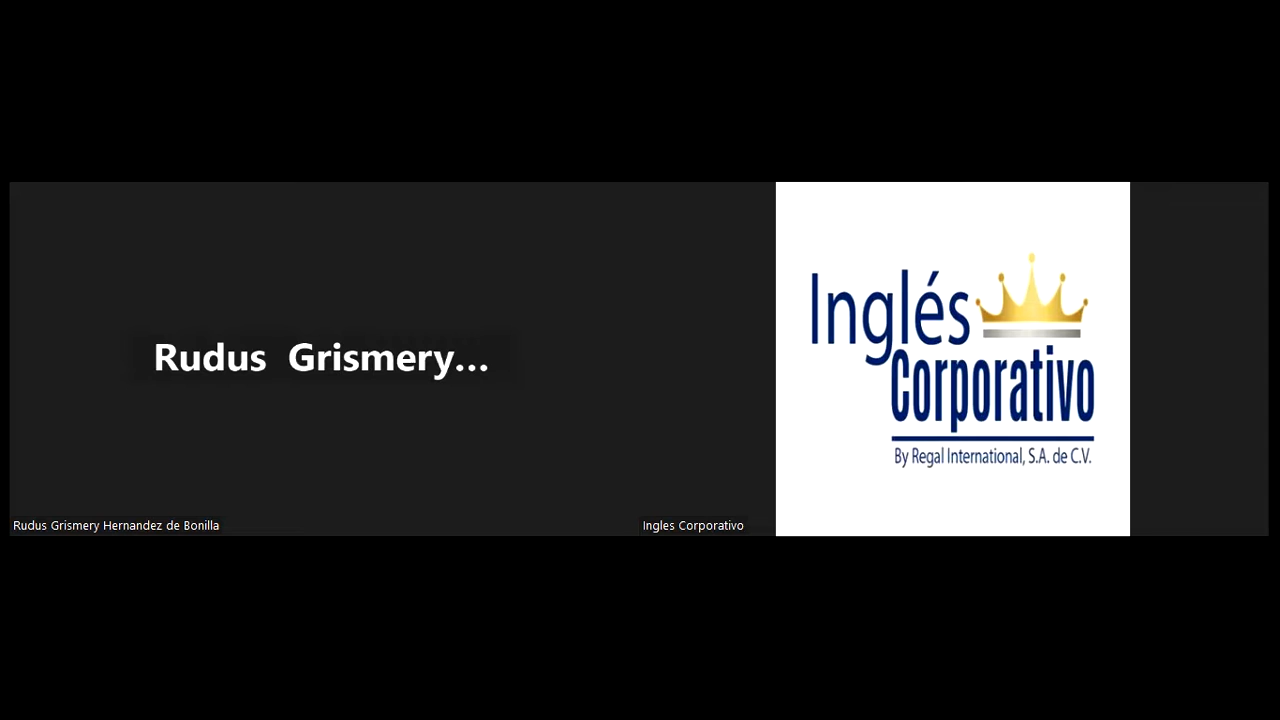 Rudus Grismery...
Rudus Grismery Hernandez de Bonilla
Inglés
Corporativo
By Regal International, S.A. de C.V.
Ingles Corporativo